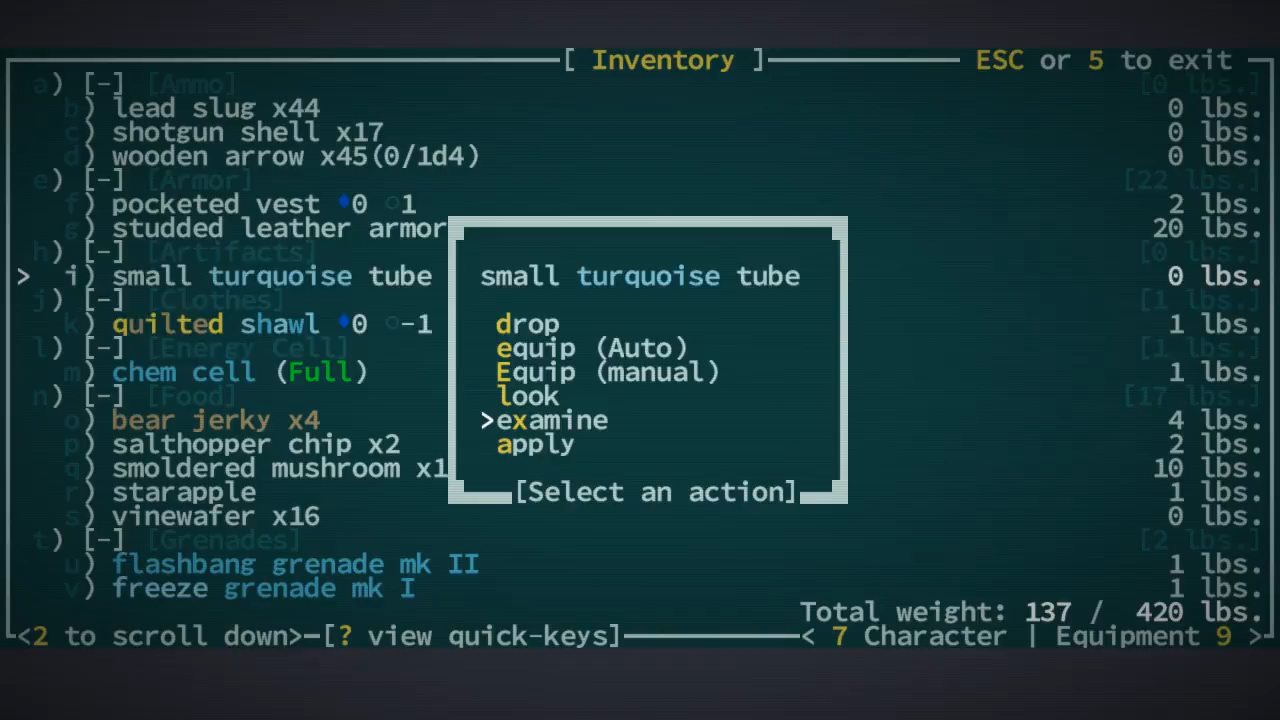 [ Inventory ] ESC or 5 to exit
a) [-] [Ammo] [0 lbs.]
b) lead slug x44 0 lbs.
c) shotgun shell x17 0 lbs.
d) wooden arrow x45(0/1d4) 0 lbs.
e) [-] [Armor] [22 lbs.]
f) pocketed vest ♦0 ○1 2 lbs.
g) studded leather armor 20 lbs.
h) [-] [Artifacts] [0 lbs.]
> i) small turquoise tube 0 lbs.
j) [-] [Clothes] [1 lbs.]
k) quilted shawl ♦0 ○-1 1 lbs.
l) [-] [Energy Cell] [1 lbs.]
m) chem cell (Full) 1 lbs.
n) [-] [Food] [17 lbs.]
o) bear jerky x4 4 lbs.
p) salthopper chip x2 2 lbs.
q) smoldered mushroom x1 10 lbs.
r) starapple 1 lbs.
s) vinewafer x16 0 lbs.
t) [-] [Grenades] [2 lbs.]
u) flashbang grenade mk II 1 lbs.
v) freeze grenade mk I 1 lbs.
Total weight: 137 / 420 lbs.
<2 to scroll down> [? view quick-keys] < 7 Character | Equipment 9 >
small turquoise tube
drop
equip (Auto)
Equip (manual)
look
>examine
apply
[Select an action]